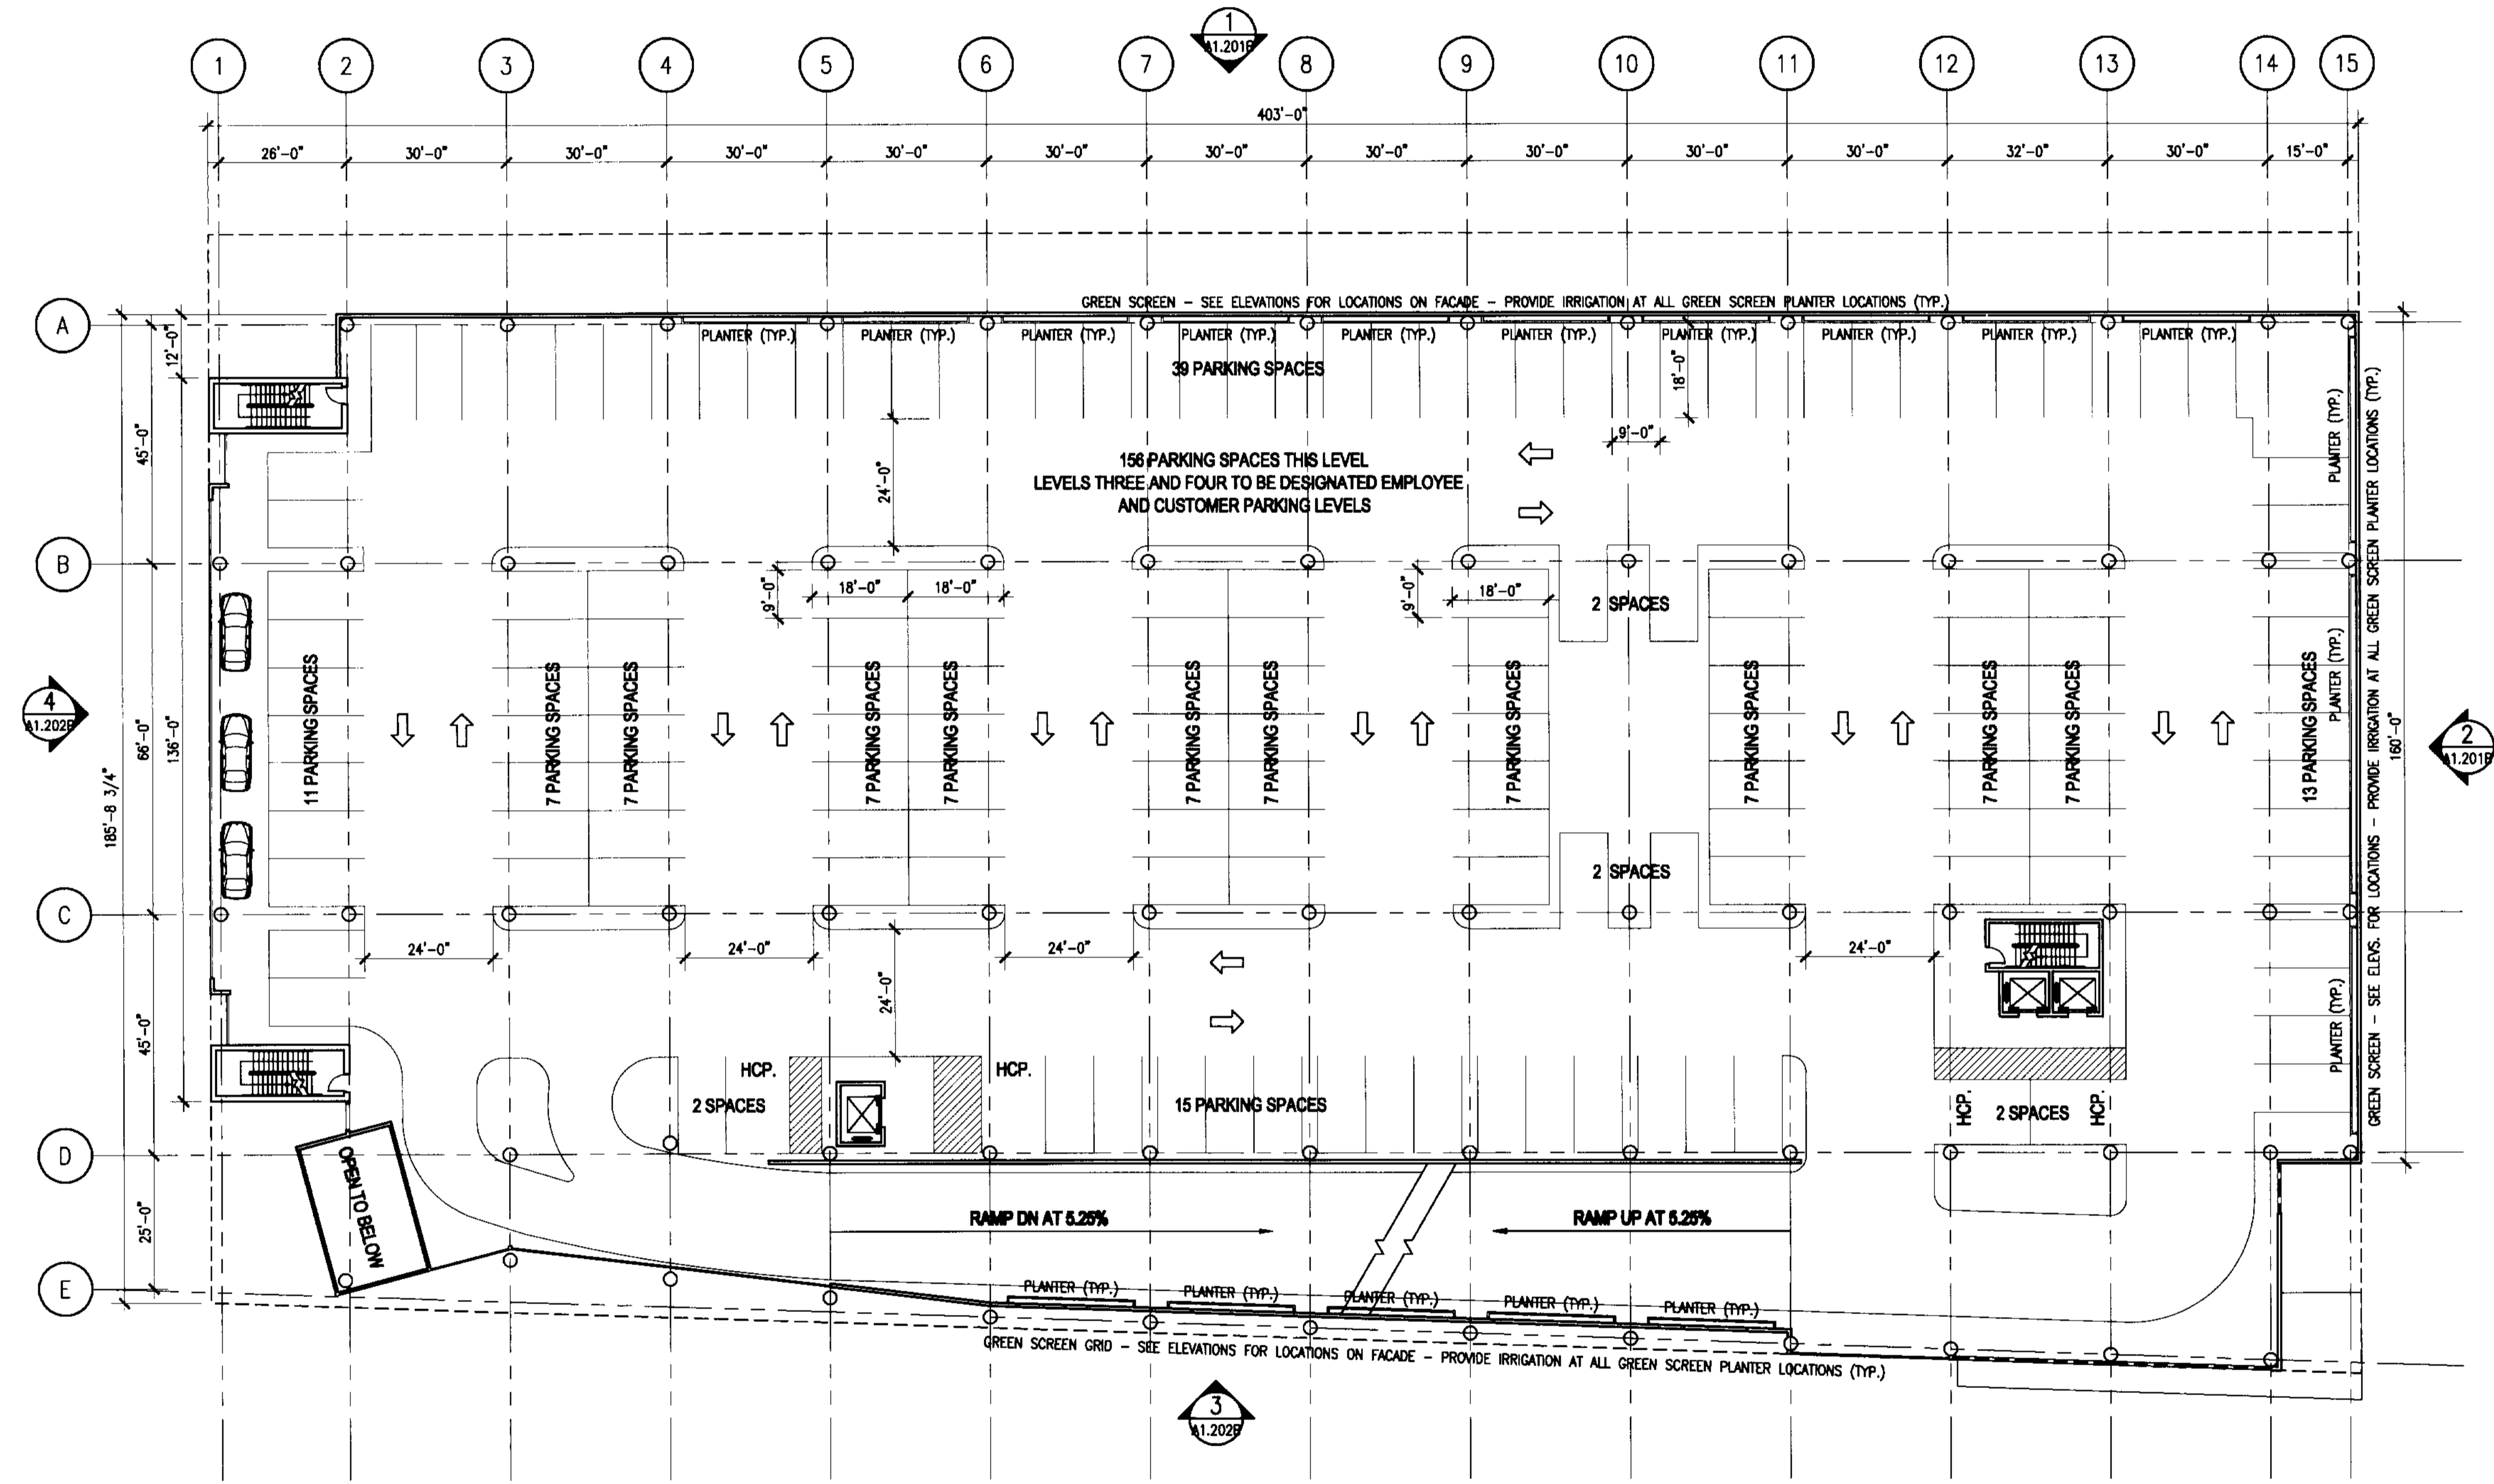 1
A1.201B
1 2 3 4 5 6 7 8 9 10 11 12 13 14 15
403'-0"
26'-0" 30'-0" 30'-0" 30'-0" 30'-0" 30'-0" 30'-0" 30'-0" 30'-0" 30'-0" 30'-0" 32'-0" 30'-0" 15'-0"
GREEN SCREEN - SEE ELEVATIONS FOR LOCATIONS ON FACADE - PROVIDE IRRIGATION AT ALL GREEN SCREEN PLANTER LOCATIONS (TYP.)
A
12'-0"
PLANTER (TYP.) PLANTER (TYP.) PLANTER (TYP.) PLANTER (TYP.) PLANTER (TYP.) PLANTER (TYP.) PLANTER (TYP.) PLANTER (TYP.) PLANTER (TYP.) PLANTER (TYP.)
39 PARKING SPACES
18'-0"
45'-0"
9'-0"
PLANTER (TYP.)
156 PARKING SPACES THIS LEVEL
LEVELS THREE AND FOUR TO BE DESIGNATED EMPLOYEE
AND CUSTOMER PARKING LEVELS
24'-0"
B
9'-0"
18'-0" 18'-0"
9'-0"
18'-0"
2 SPACES
4
A1.202B
185'-8 3/4"
66'-0"
136'-0"
11 PARKING SPACES
7 PARKING SPACES
7 PARKING SPACES
7 PARKING SPACES
7 PARKING SPACES
7 PARKING SPACES
7 PARKING SPACES
7 PARKING SPACES
7 PARKING SPACES
7 PARKING SPACES
7 PARKING SPACES
13 PARKING SPACES
PLANTER (TYP.)
GREEN SCREEN - SEE ELEVS. FOR LOCATIONS - PROVIDE IRRIGATION AT ALL GREEN SCREEN PLANTER LOCATIONS (TYP.)
160'-0"
2
A1.201B
2 SPACES
C
24'-0" 24'-0" 24'-0" 24'-0"
24'-0"
45'-0"
PLANTER (TYP.)
HCP. HCP.
2 SPACES
15 PARKING SPACES
HCP.
2 SPACES
HCP.
D
OPEN TO BELOW
25'-0"
RAMP DN AT 5.25%
RAMP UP AT 5.25%
E
PLANTER (TYP.) PLANTER (TYP.) PLANTER (TYP.) PLANTER (TYP.) PLANTER (TYP.)
GREEN SCREEN GRID - SEE ELEVATIONS FOR LOCATIONS ON FACADE - PROVIDE IRRIGATION AT ALL GREEN SCREEN PLANTER LOCATIONS (TYP.)
3
A1.202B